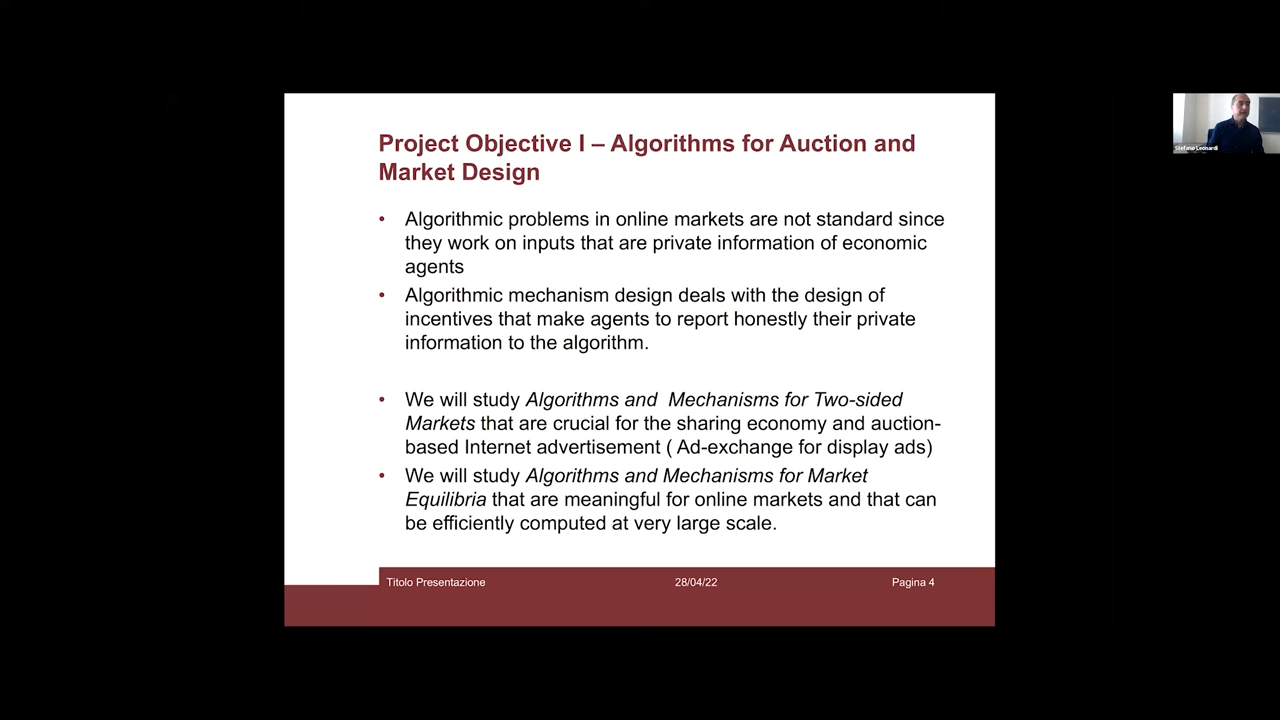 Project Objective I – Algorithms for Auction and
Market Design
• Algorithmic problems in online markets are not standard since
they work on inputs that are private information of economic
agents
• Algorithmic mechanism design deals with the design of
incentives that make agents to report honestly their private
information to the algorithm.
• We will study Algorithms and  Mechanisms for Two-sided
Markets that are crucial for the sharing economy and auction-
based Internet advertisement ( Ad-exchange for display ads)
• We will study Algorithms and Mechanisms for Market
Equilibria that are meaningful for online markets and that can
be efficiently computed at very large scale.
Titolo Presentazione
28/04/22
Pagina 4
Stefano Leonardi